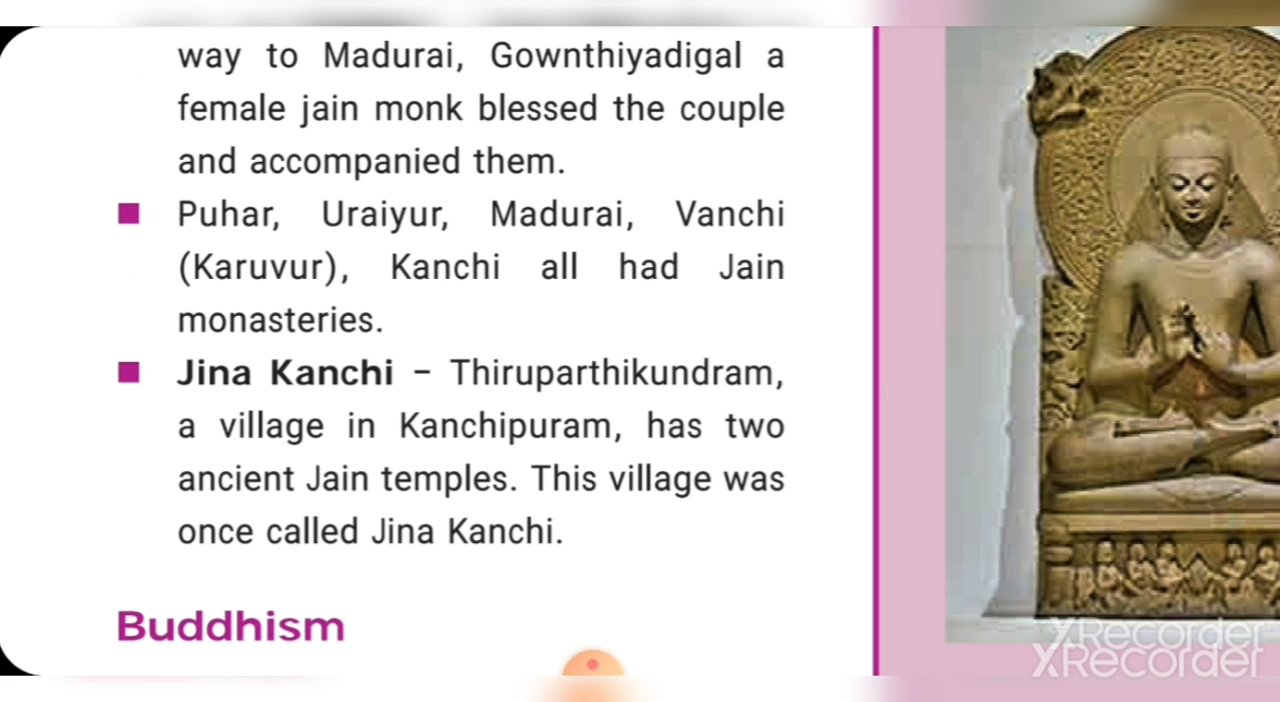 way to Madurai, Gownthiyadigal a
female jain monk blessed the couple
and accompanied them.
Puhar, Uraiyur, Madurai, Vanchi
(Karuvur), Kanchi all had Jain
monasteries.
Jina Kanchi – Thiruparthikundram,
a village in Kanchipuram, has two
ancient Jain temples. This village was
once called Jina Kanchi.
Buddhism
XRecorder
XRecorder